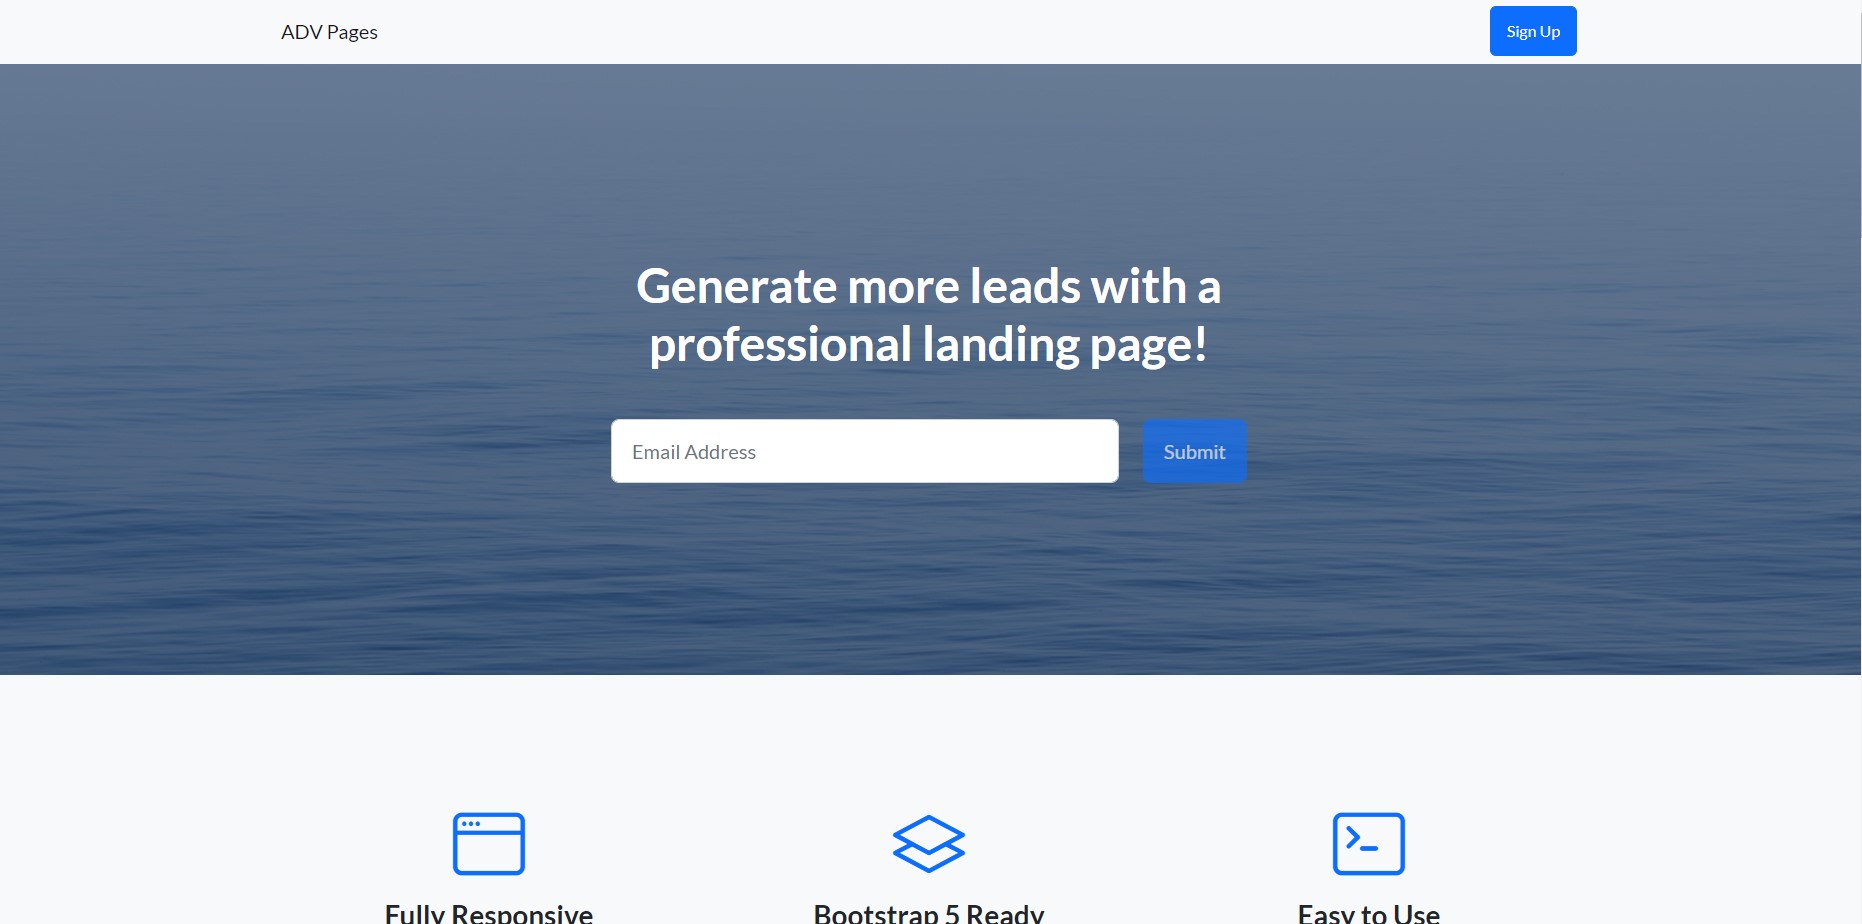 ADV Pages
Sign Up
Generate more leads with a
professional landing page!
Email Address
Submit
Fully Responsive
Bootstrap 5 Ready
Easy to Use